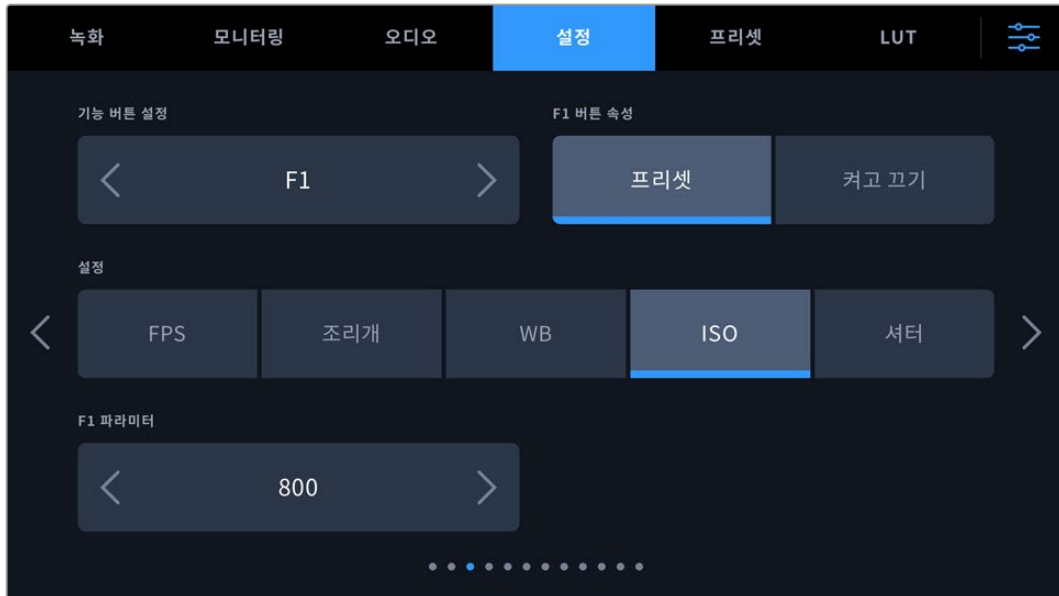 녹화 모니터링 오디오 설정 프리셋 LUT
기능 버튼 설정 F1 버튼 속성
F1 프리셋 켜고 끄기
설정
FPS 조리개 WB ISO 셔터
F1 파라미터
800